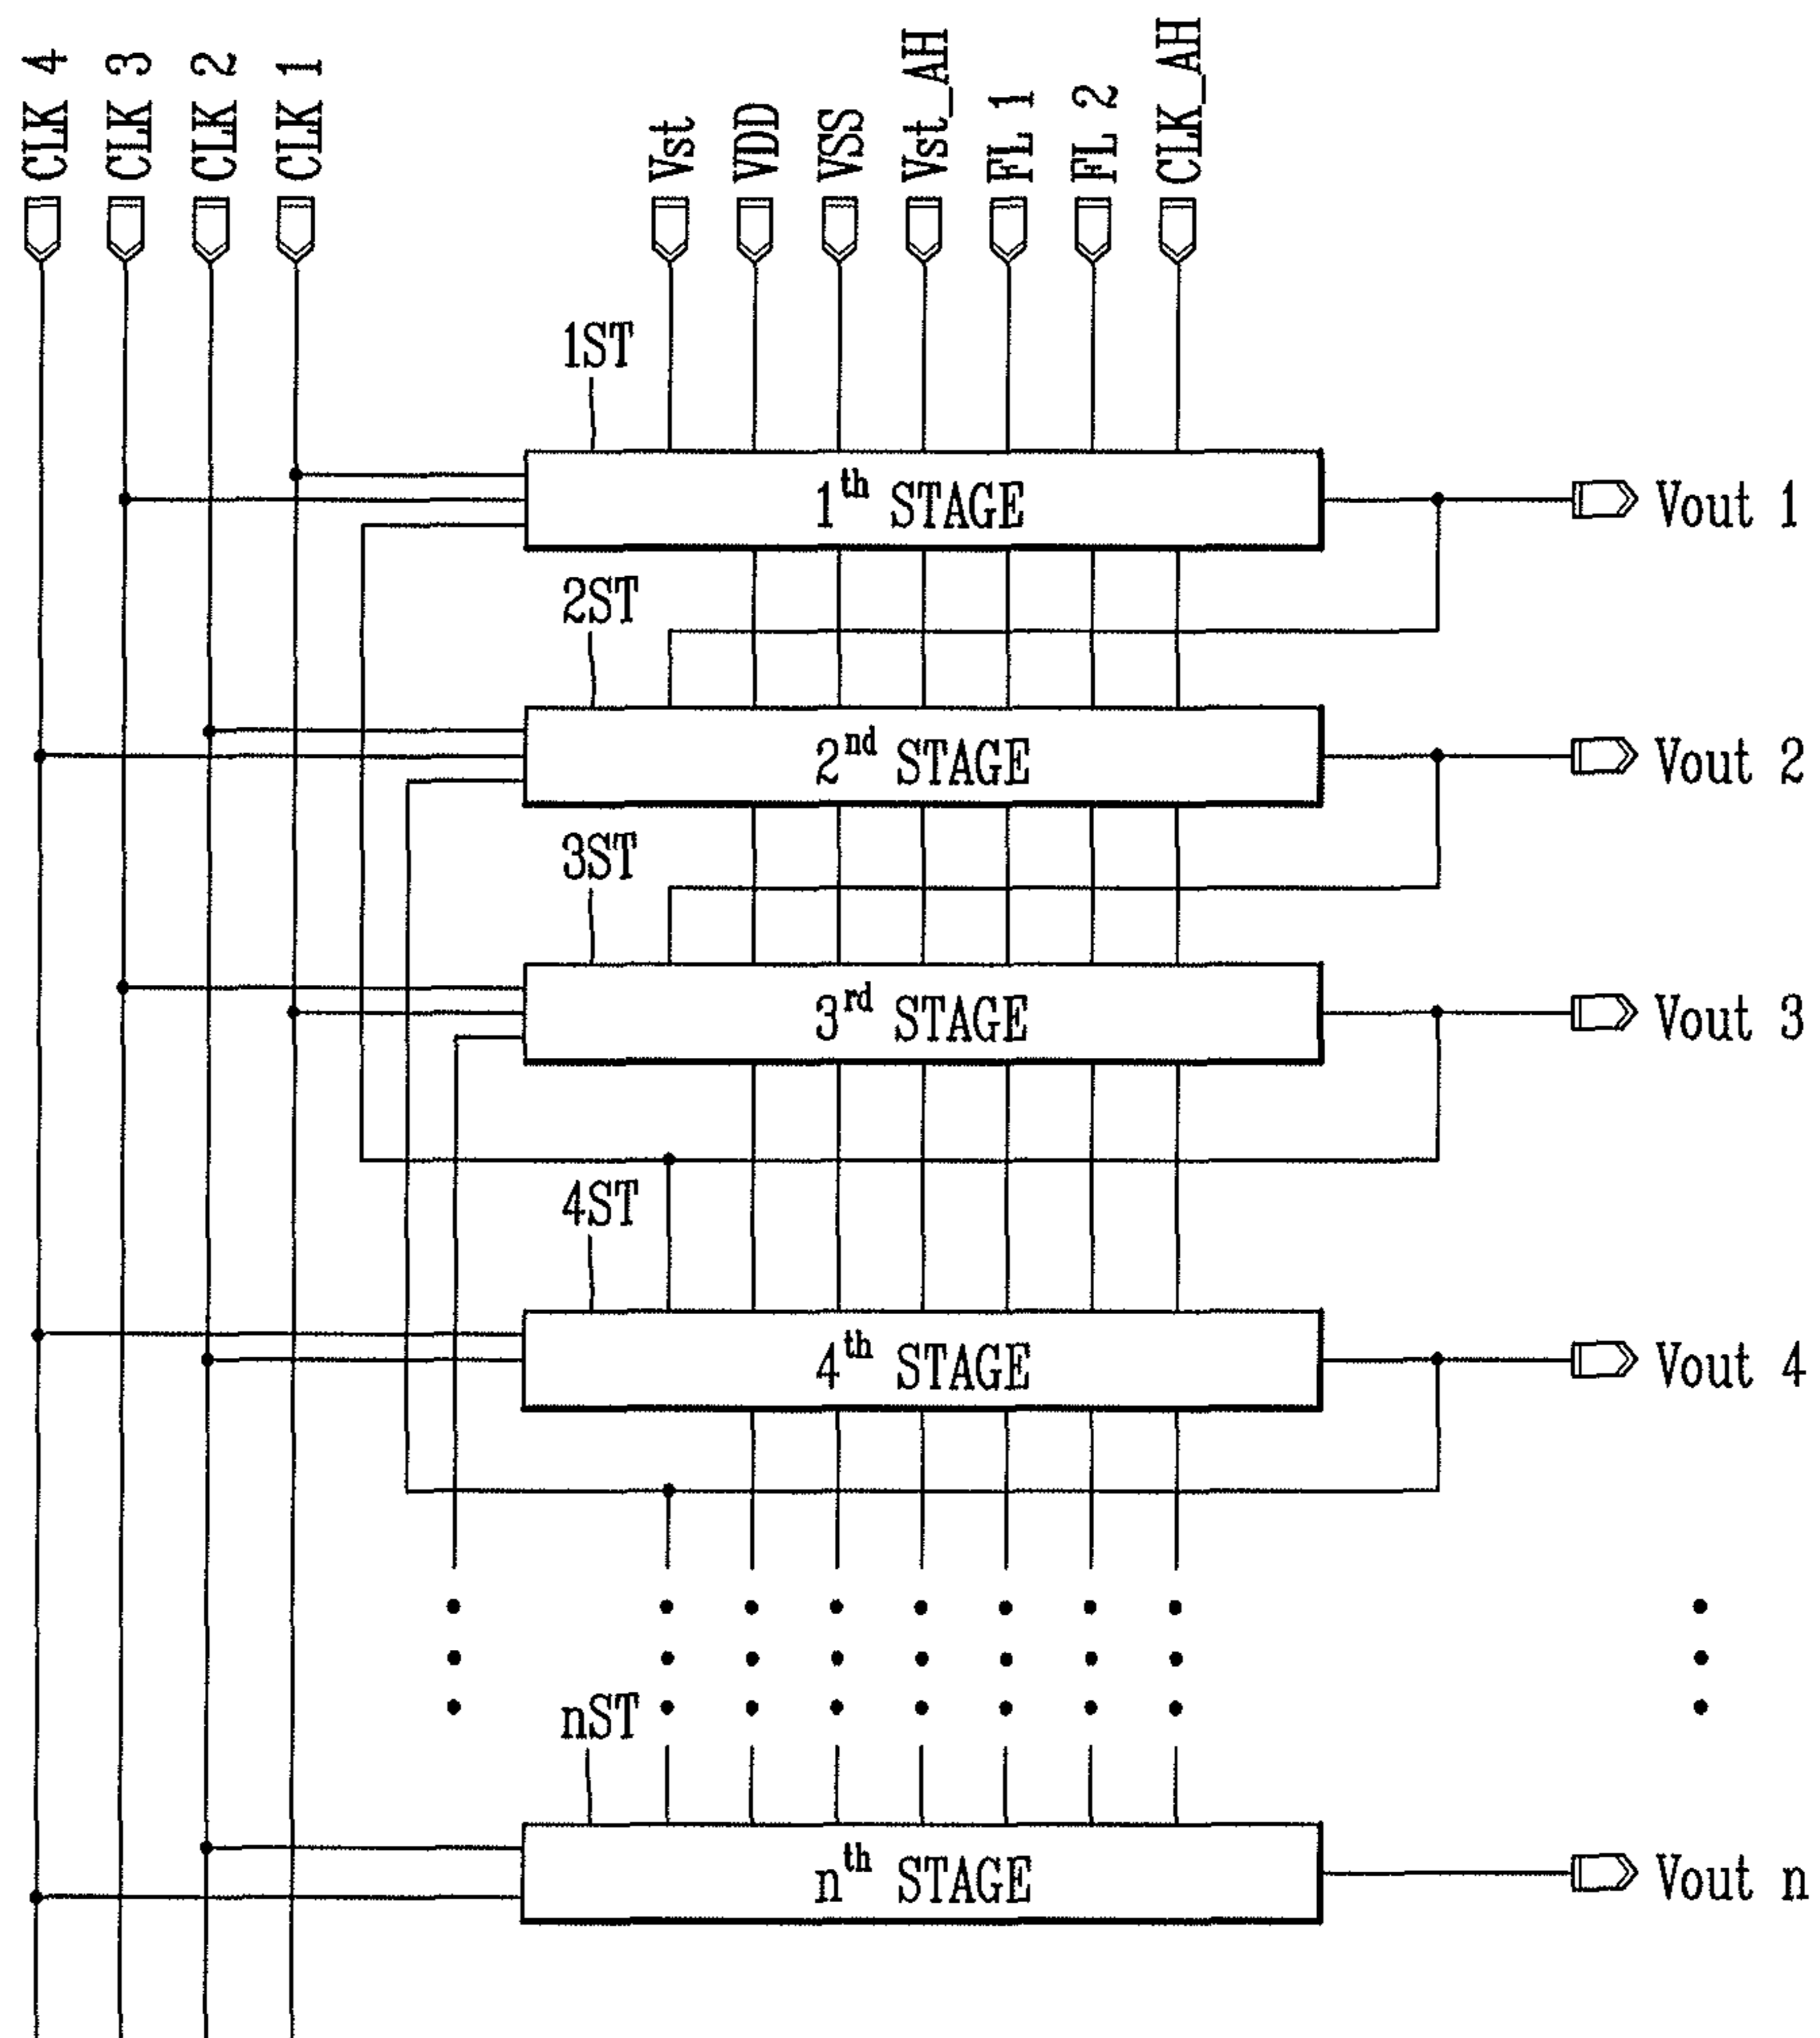 CLK 4
CLK 3
CLK 2
CLK 1
Vst
VDD
VSS
Vst_AH
FL 1
FL 2
CLK_AH
1ST
1th STAGE
Vout 1
2ST
2nd STAGE
Vout 2
3ST
3rd STAGE
Vout 3
4ST
4th STAGE
Vout 4
nST
nth STAGE
Vout n